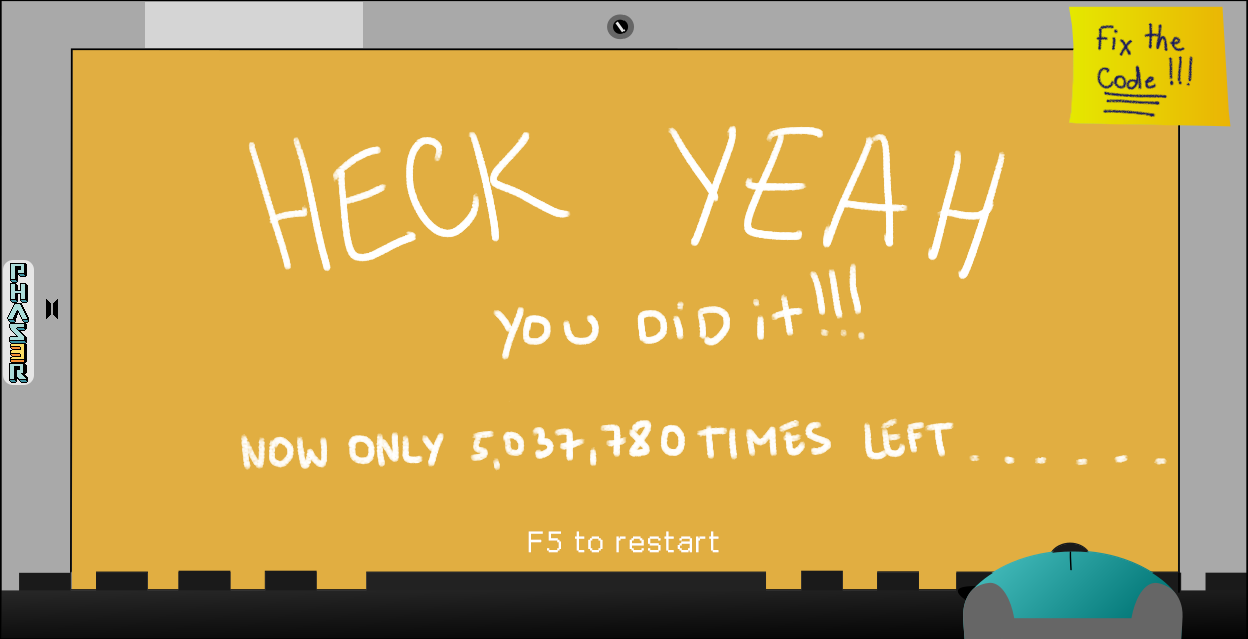 Fix the
Code !!!
HECK YEAH
YOU DiD it!!!
NOW ONLY 5,037,780 TIMES LEFT......
F5 to restart
PHASER